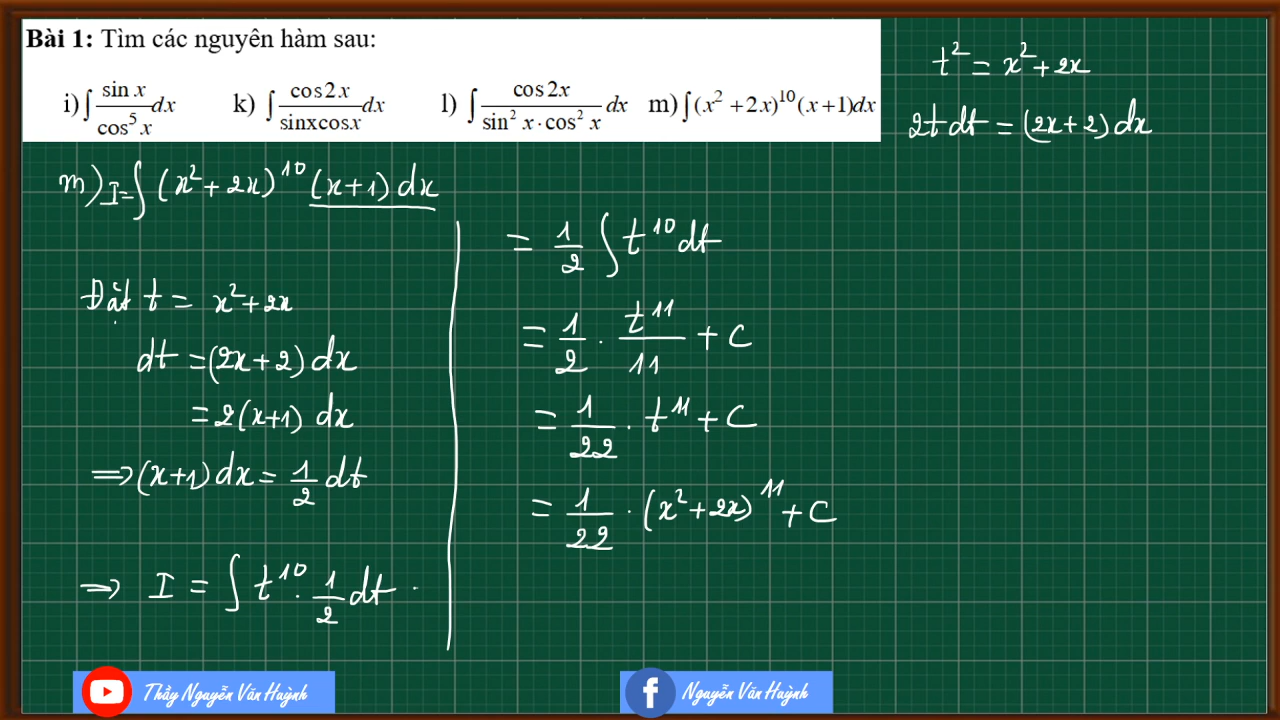 Bài 1: Tìm các nguyên hàm sau:
i) ∫ sin x / cos⁵ x dx k) ∫ cos2x / sinxcosx dx l) ∫ cos2x / sin² x · cos² x dx m) ∫(x² + 2x)¹⁰(x+1)dx
m) I = ∫ (x² + 2x)¹⁰ (x+1) dx
Đặt t = x² + 2x
dt = (2x+2) dx
= 2(x+1) dx
⟹ (x+1) dx = 1/2 dt
⟹ I = ∫ t¹⁰ · 1/2 dt .
= 1/2 ∫ t¹⁰ dt
= 1/2 · t¹¹/11 + C
= 1/22 · t¹¹ + C
= 1/22 · (x² + 2x)¹¹ + C
t² = x² + 2x
2t dt = (2x+2) dx
Thầy Nguyễn Văn Huỳnh
f Nguyễn Văn Huỳnh